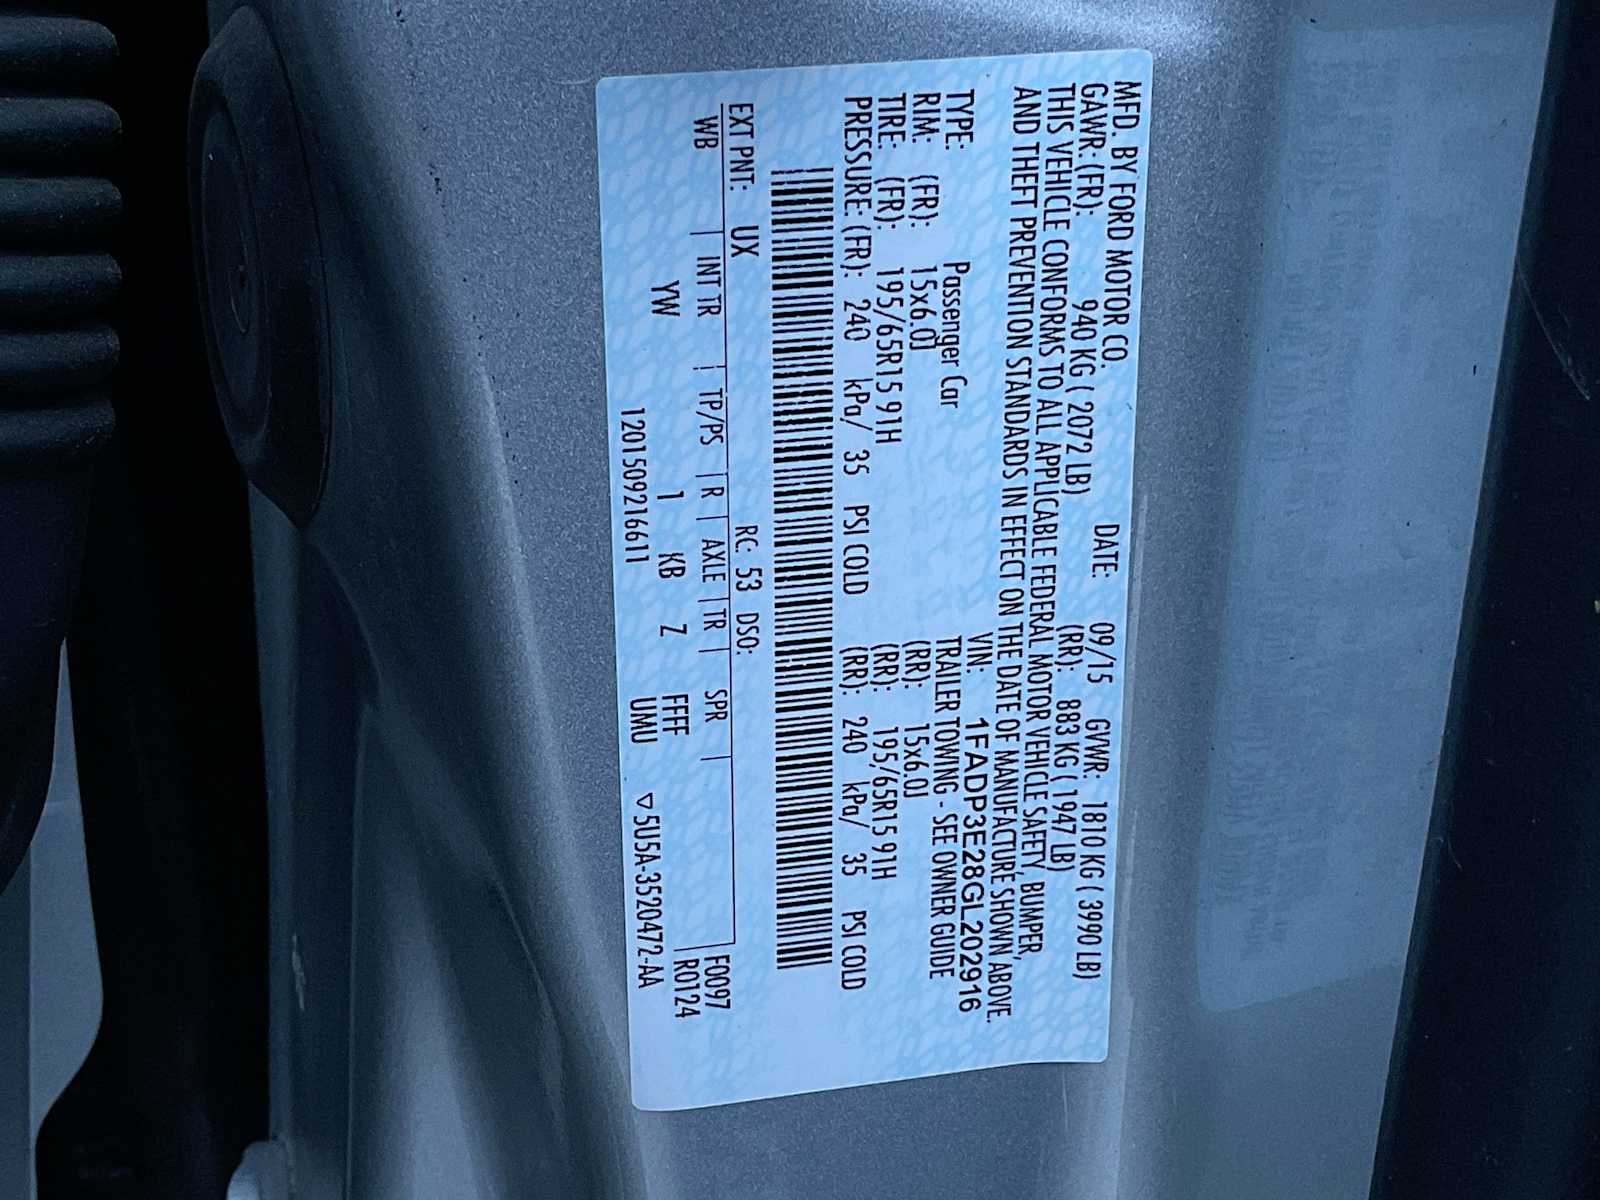 MFD. BY FORD MOTOR CO.
DATE: 09/15 GVWR: 1810 KG ( 3990 LB)
GAWR: (FR): 940 KG ( 2072 LB) (RR): 883 KG ( 1947 LB)
THIS VEHICLE CONFORMS TO ALL APPLICABLE FEDERAL MOTOR VEHICLE SAFETY, BUMPER,
AND THEFT PREVENTION STANDARDS IN EFFECT ON THE DATE OF MANUFACTURE SHOWN ABOVE.
VIN: 1FADP3E28GL202916
TYPE: Passenger Car TRAILER TOWING - SEE OWNER GUIDE
RIM: (FR): 15x6.0J (RR): 15x6.0J
TIRE: (FR): 195/65R15 91H (RR): 195/65R15 91H
PRESSURE: (FR): 240 kPa/ 35 PSI COLD (RR): 240 kPa/ 35 PSI COLD
EXT PNT: UX RC: 53 DSO:
WB | INT TR | TP/PS | R | AXLE | TR | SPR | F0097
YW 1 KB Z FFFF R0124
1201509216611 UMU ▽5U5A-3520472-AA